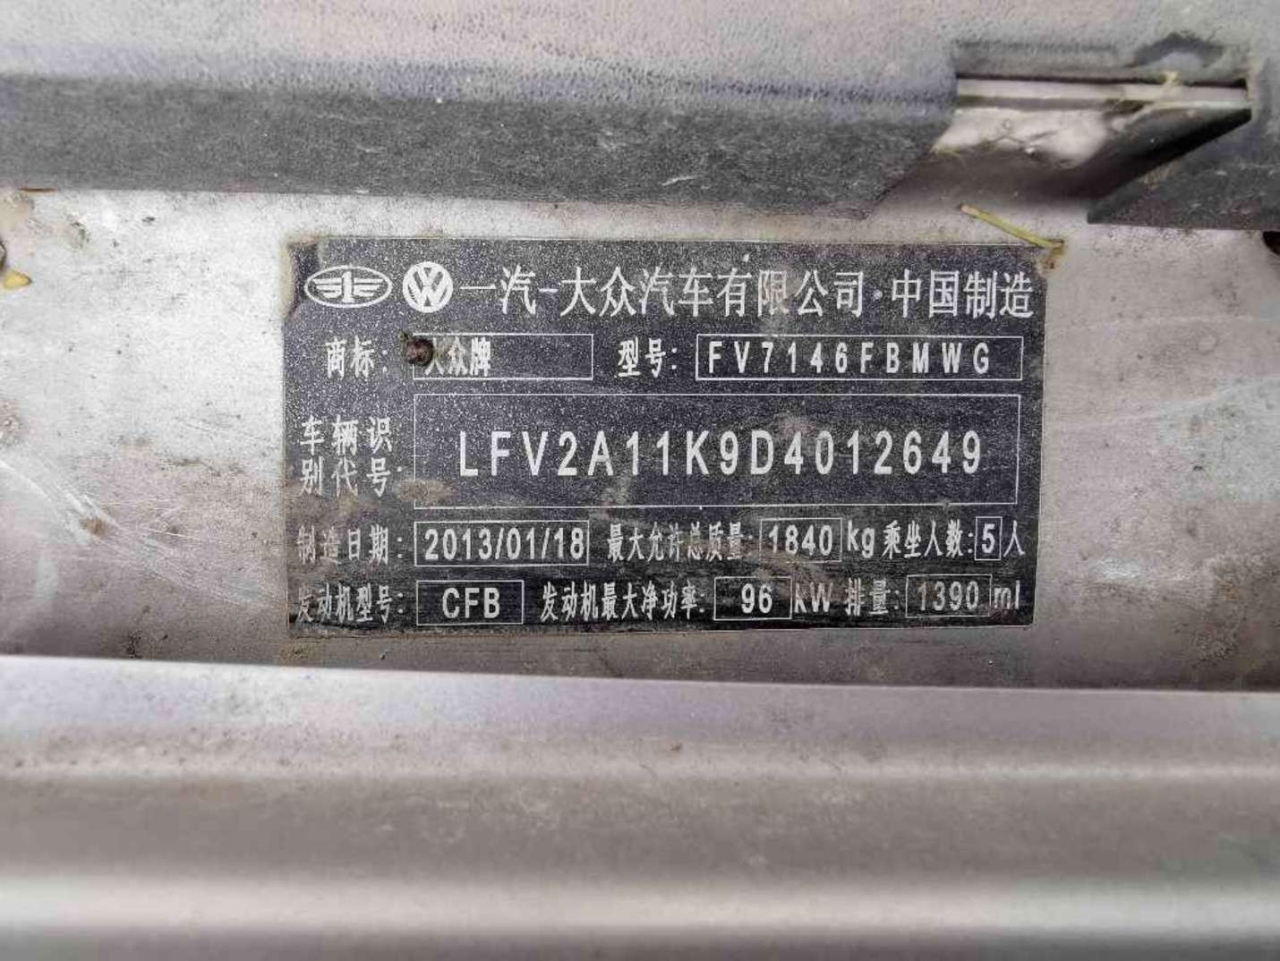 一汽-大众汽车有限公司·中国制造
商标: 大众牌 型号: FV7146FBMWG
车辆识别代号: LFV2A11K9D4012649
制造日期: 2013/01/18 最大允许总质量: 1840 kg 乘坐人数: 5 人
发动机型号: CFB 发动机最大净功率: 96 kW 排量: 1390 ml